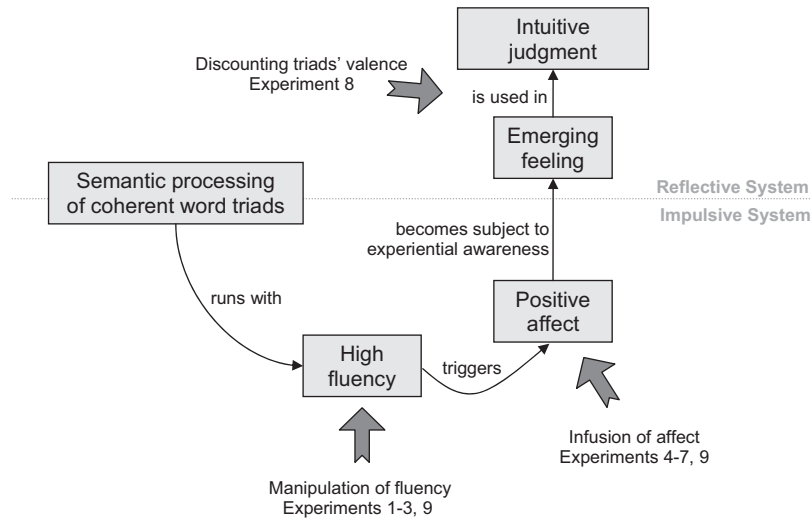 Intuitive
judgment
Discounting triads' valence
Experiment 8
is used in
Emerging
feeling
Semantic processing
of coherent word triads
Reflective System
Impulsive System
becomes subject to
experiential awareness
runs with
Positive
affect
High
fluency
triggers
Infusion of affect
Experiments 4-7, 9
Manipulation of fluency
Experiments 1-3, 9